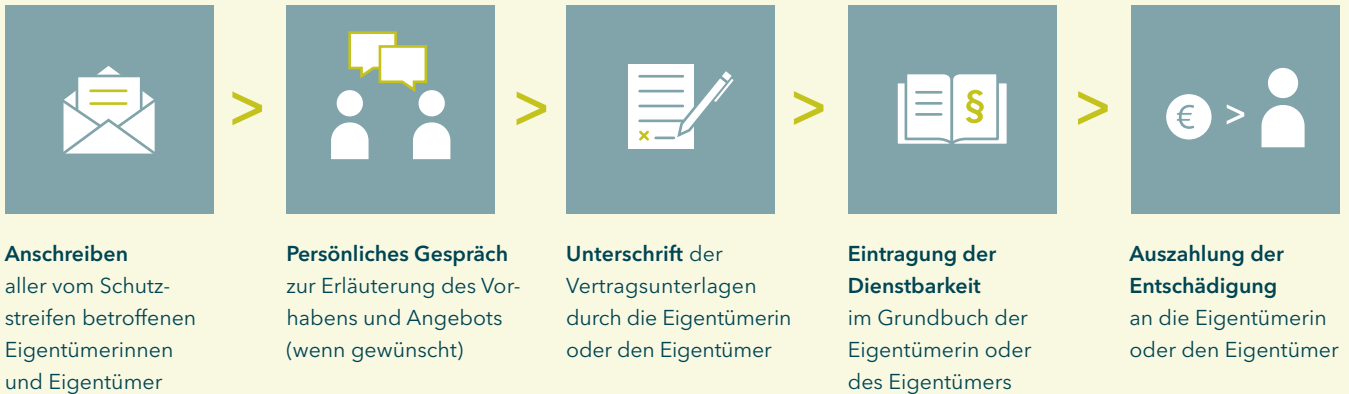 §
€
>
Anschreiben
aller vom Schutz-
streifen betroffenen
Eigentümerinnen
und Eigentümer
Persönliches Gespräch
zur Erläuterung des Vor-
habens und Angebots
(wenn gewünscht)
Unterschrift der
Vertragsunterlagen
durch die Eigentümerin
oder den Eigentümer
Eintragung der
Dienstbarkeit
im Grundbuch der
Eigentümerin oder
des Eigentümers
Auszahlung der
Entschädigung
an die Eigentümerin
oder den Eigentümer